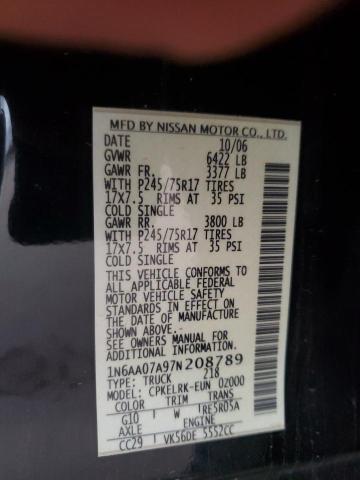 MFD BY NISSAN MOTOR CO., LTD.
DATE 10/06
GVWR 6422 LB
GAWR FR. 3377 LB
WITH P245/75R17 TIRES
17X7.5 RIMS AT 35 PSI
COLD SINGLE
GAWR RR. 3800 LB
WITH P245/75R17 TIRES
17X7.5 RIMS AT 35 PSI
COLD SINGLE
THIS VEHICLE CONFORMS TO
ALL APPLICABLE FEDERAL
MOTOR VEHICLE SAFETY
STANDARDS IN EFFECT ON
THE DATE OF MANUFACTURE
SHOWN ABOVE.
SEE OWNERS MANUAL FOR
ADDITIONAL INFORMATION
1N6AA07A97N208789
TYPE: TRUCK 218
MODEL: CPKELRK-EUN 02000
COLOR TRIM TRANS
G10 W RE5R05A
AXLE ENGINE
CC29 VK56DE 5552CC